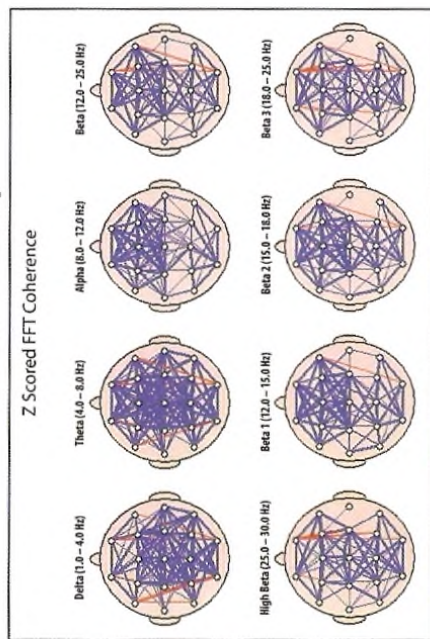 Z Scored FFT Coherence
Delta (1.0 – 4.0 Hz)
Theta (4.0 – 8.0 Hz)
Alpha (8.0 – 12.0 Hz)
Beta (12.0 – 25.0 Hz)
High Beta (25.0 – 30.0 Hz)
Beta 1 (12.0 – 15.0 Hz)
Beta 2 (15.0 – 18.0 Hz)
Beta 3 (18.0 – 25.0 Hz)